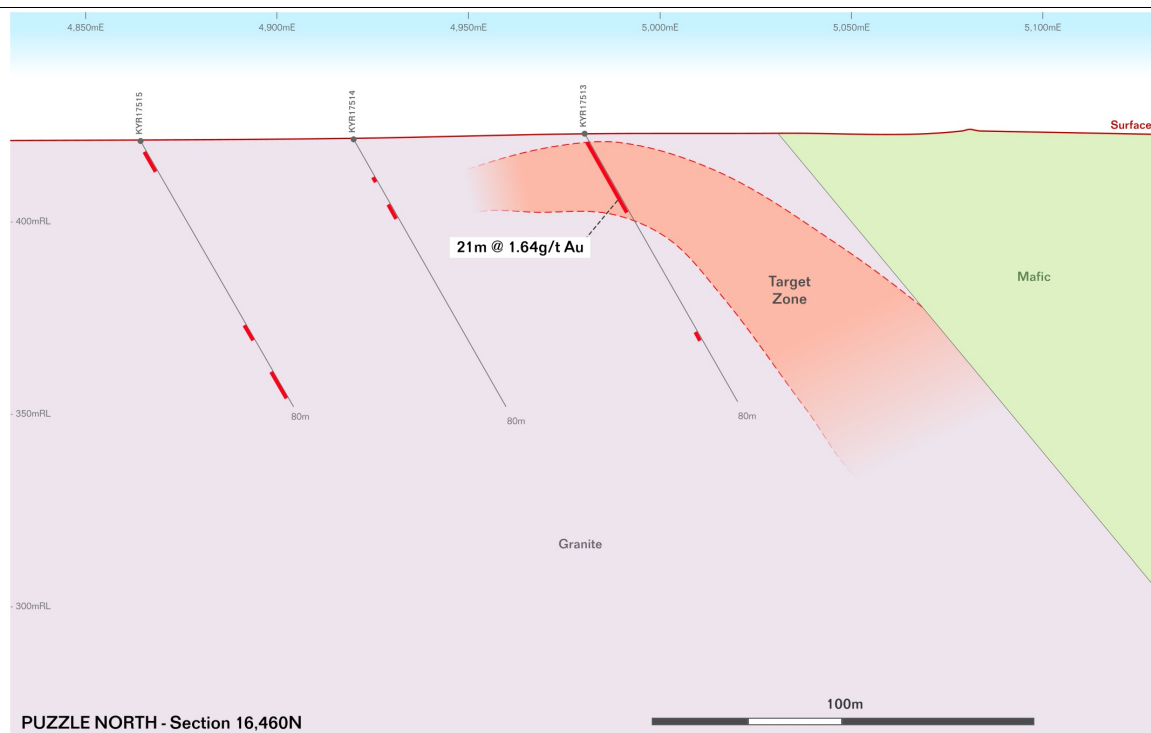 4,850mE
4,900mE
4,950mE
5,000mE
5,050mE
5,100mE
KYR17515
KYR17514
KYR17513
Surface
- 400mRL
21m @ 1.64g/t Au
Target
Zone
Mafic
- 350mRL
80m
80m
80m
Granite
- 300mRL
100m
PUZZLE NORTH - Section 16,460N